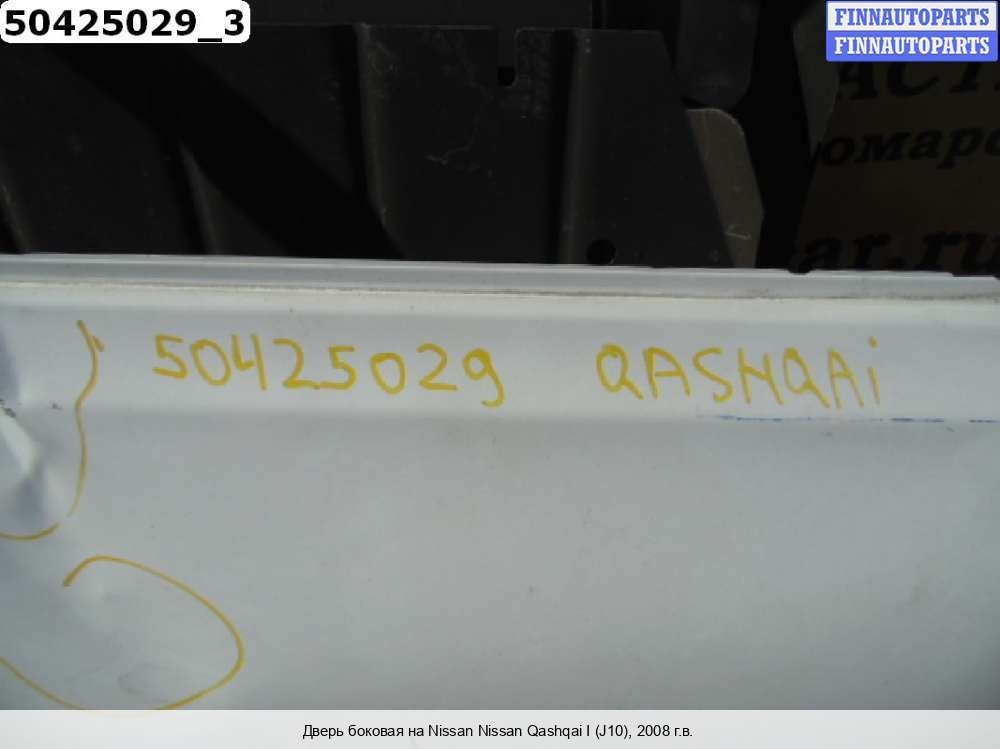 50425029_3
FINNAUTOPARTS
FINNAUTOPARTS
50425029 QASHQAi
Дверь боковая на Nissan Nissan Qashqai I (J10), 2008 г.в.